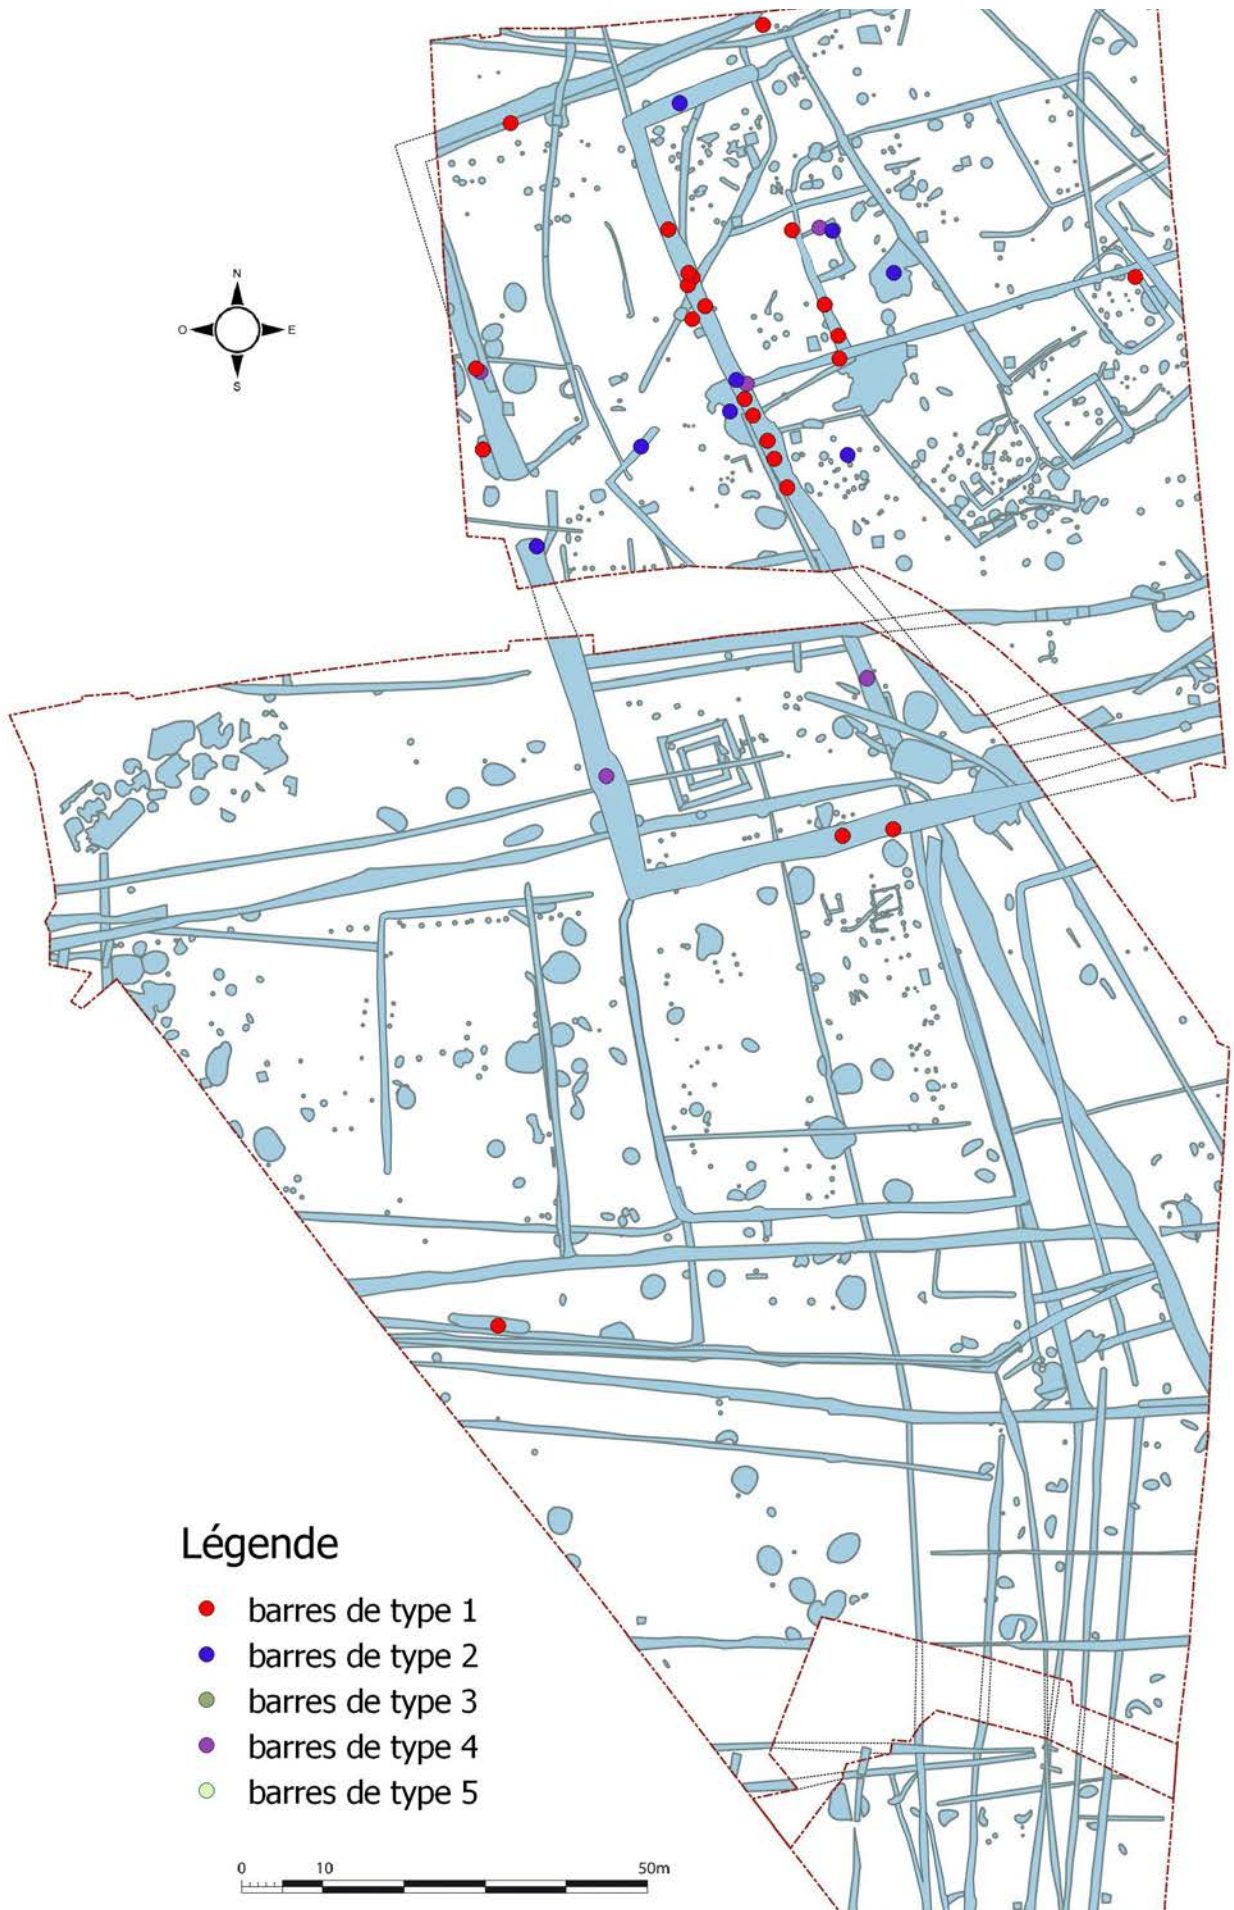 N
O E
S
Légende
barres de type 1
barres de type 2
barres de type 3
barres de type 4
barres de type 5
0 10 50m